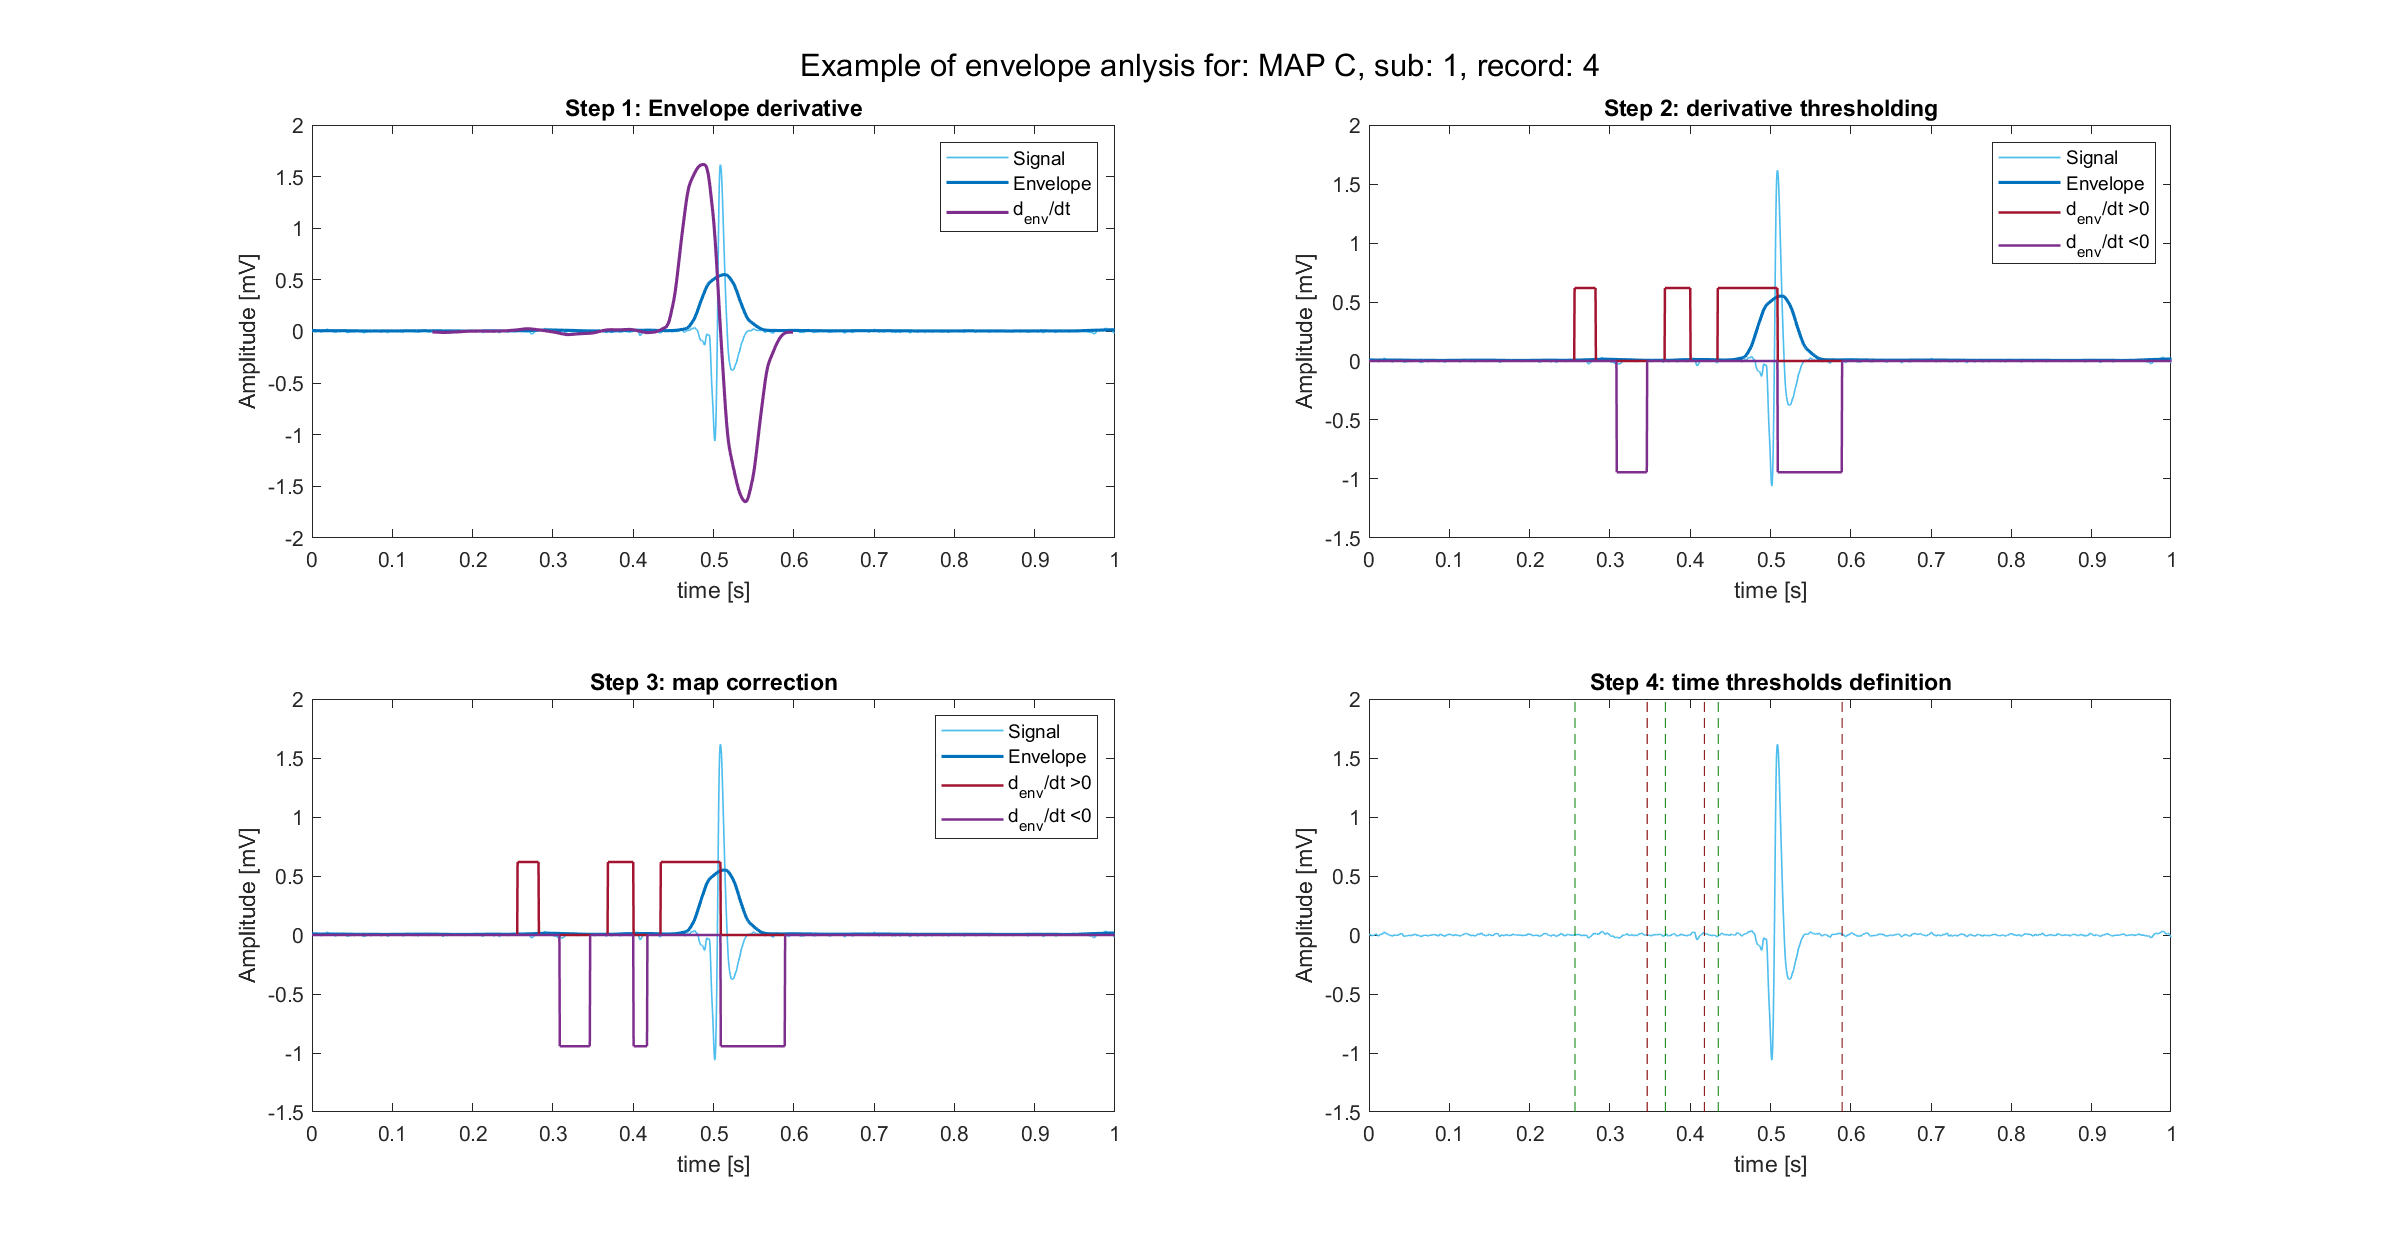 Example of envelope anlysis for: MAP C, sub: 1, record: 4
Step 1: Envelope derivative
2
1.5
1
0.5
0
-0.5
-1
-1.5
-2
Amplitude [mV]
0 0.1 0.2 0.3 0.4 0.5 0.6 0.7 0.8 0.9 1
time [s]
Signal
Envelope
d_env/dt
Step 2: derivative thresholding
2
1.5
1
0.5
0
-0.5
-1
-1.5
Amplitude [mV]
0 0.1 0.2 0.3 0.4 0.5 0.6 0.7 0.8 0.9 1
time [s]
Signal
Envelope
d_env/dt >0
d_env/dt <0
Step 3: map correction
2
1.5
1
0.5
0
-0.5
-1
-1.5
Amplitude [mV]
0 0.1 0.2 0.3 0.4 0.5 0.6 0.7 0.8 0.9 1
time [s]
Signal
Envelope
d_env/dt >0
d_env/dt <0
Step 4: time thresholds definition
2
1.5
1
0.5
0
-0.5
-1
-1.5
Amplitude [mV]
0 0.1 0.2 0.3 0.4 0.5 0.6 0.7 0.8 0.9 1
time [s]